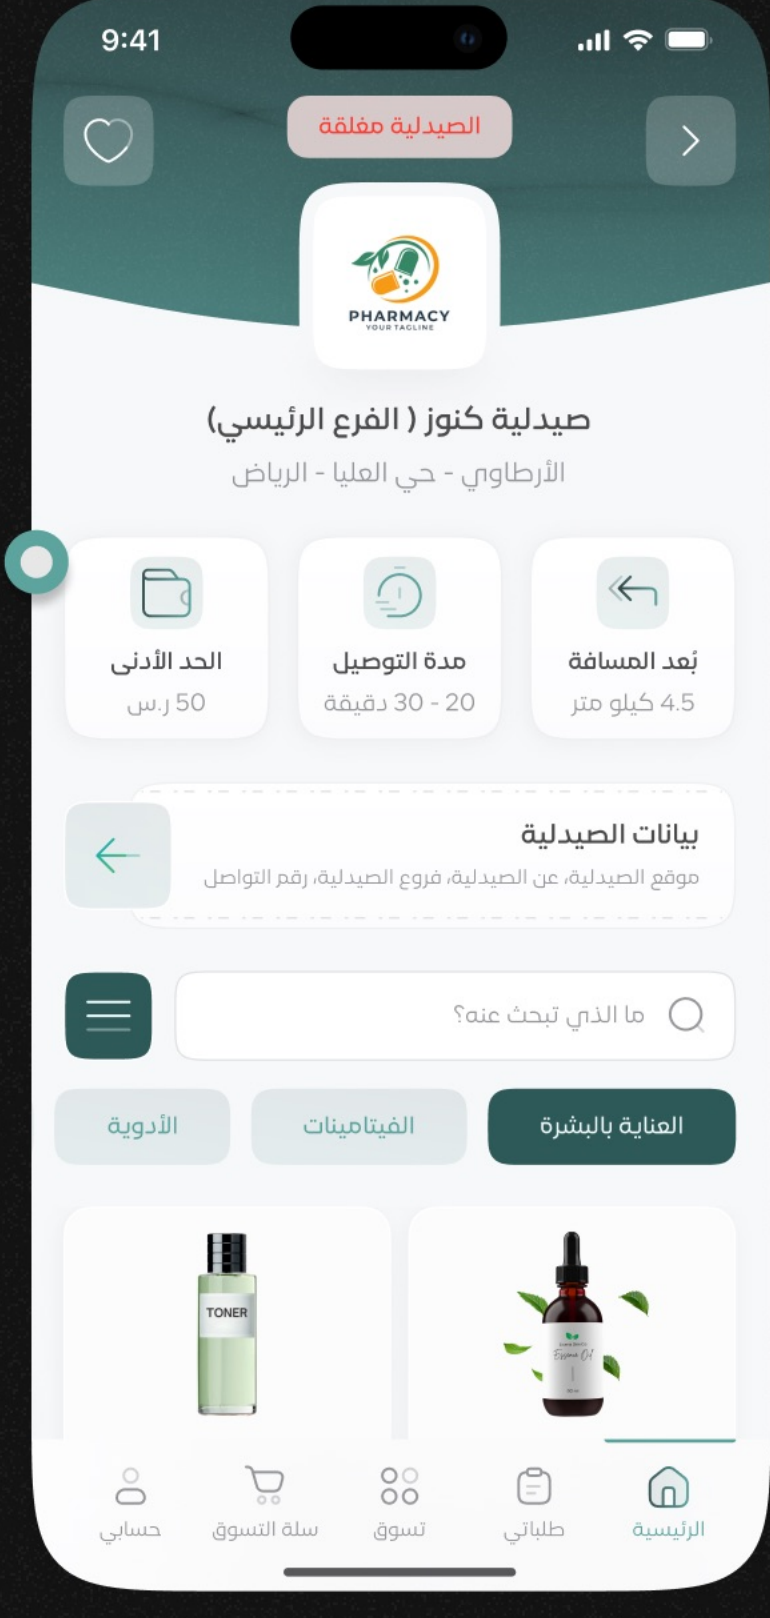 9:41
الصيدلية مغلقة
PHARMACY
YOUR TAGLINE
صيدلية كنوز ( الفرع الرئيسي)
الأرطاوي - حي العليا - الرياض
بُعد المسافة
4.5 كيلو متر
مدة التوصيل
20 - 30 دقيقة
الحد الأدنى
50 ر.س
بيانات الصيدلية
موقع الصيدلية، عن الصيدلية، فروع الصيدلية، رقم التواصل
ما الذي تبحث عنه؟
العناية بالبشرة
الفيتامينات
الأدوية
TONER
الرئيسية
طلباتي
تسوق
سلة التسوق
حسابي